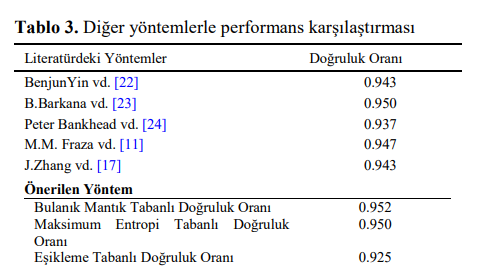 Tablo 3. Diğer yöntemlerle performans karşılaştırması
Literatürdeki Yöntemler Doğruluk Oranı
BenjunYin vd. [22] 0.943
B.Barkana vd. [23] 0.950
Peter Bankhead vd. [24] 0.937
M.M. Fraza vd. [11] 0.947
J.Zhang vd. [17] 0.943
Önerilen Yöntem
Bulanık Mantık Tabanlı Doğruluk Oranı 0.952
Maksimum Entropi Tabanlı Doğruluk 0.950
Oranı
Eşikleme Tabanlı Doğruluk Oranı 0.925